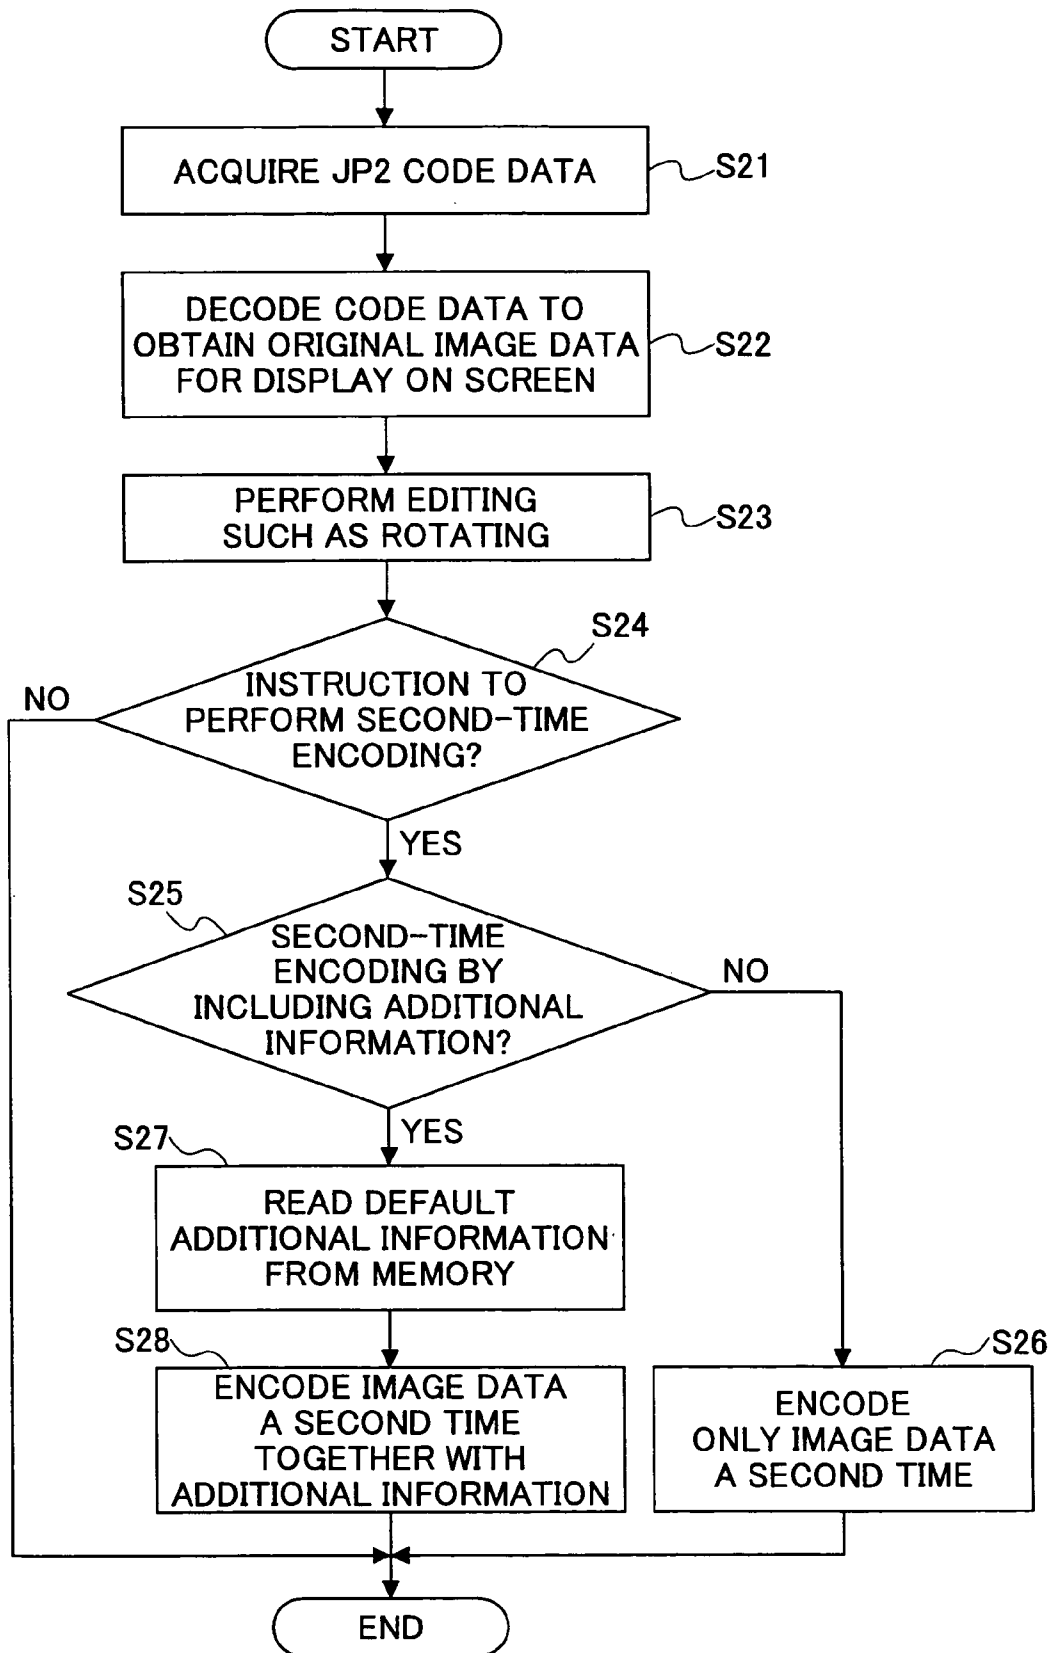 START
ACQUIRE JP2 CODE DATA
S21
DECODE CODE DATA TO
OBTAIN ORIGINAL IMAGE DATA
FOR DISPLAY ON SCREEN
S22
PERFORM EDITING
SUCH AS ROTATING
S23
S24
INSTRUCTION TO
PERFORM SECOND-TIME
ENCODING?
NO
YES
S25
SECOND-TIME
ENCODING BY
INCLUDING ADDITIONAL
INFORMATION?
NO
YES
S27
READ DEFAULT
ADDITIONAL INFORMATION
FROM MEMORY
S28
ENCODE IMAGE DATA
A SECOND TIME
TOGETHER WITH
ADDITIONAL INFORMATION
S26
ENCODE
ONLY IMAGE DATA
A SECOND TIME
END